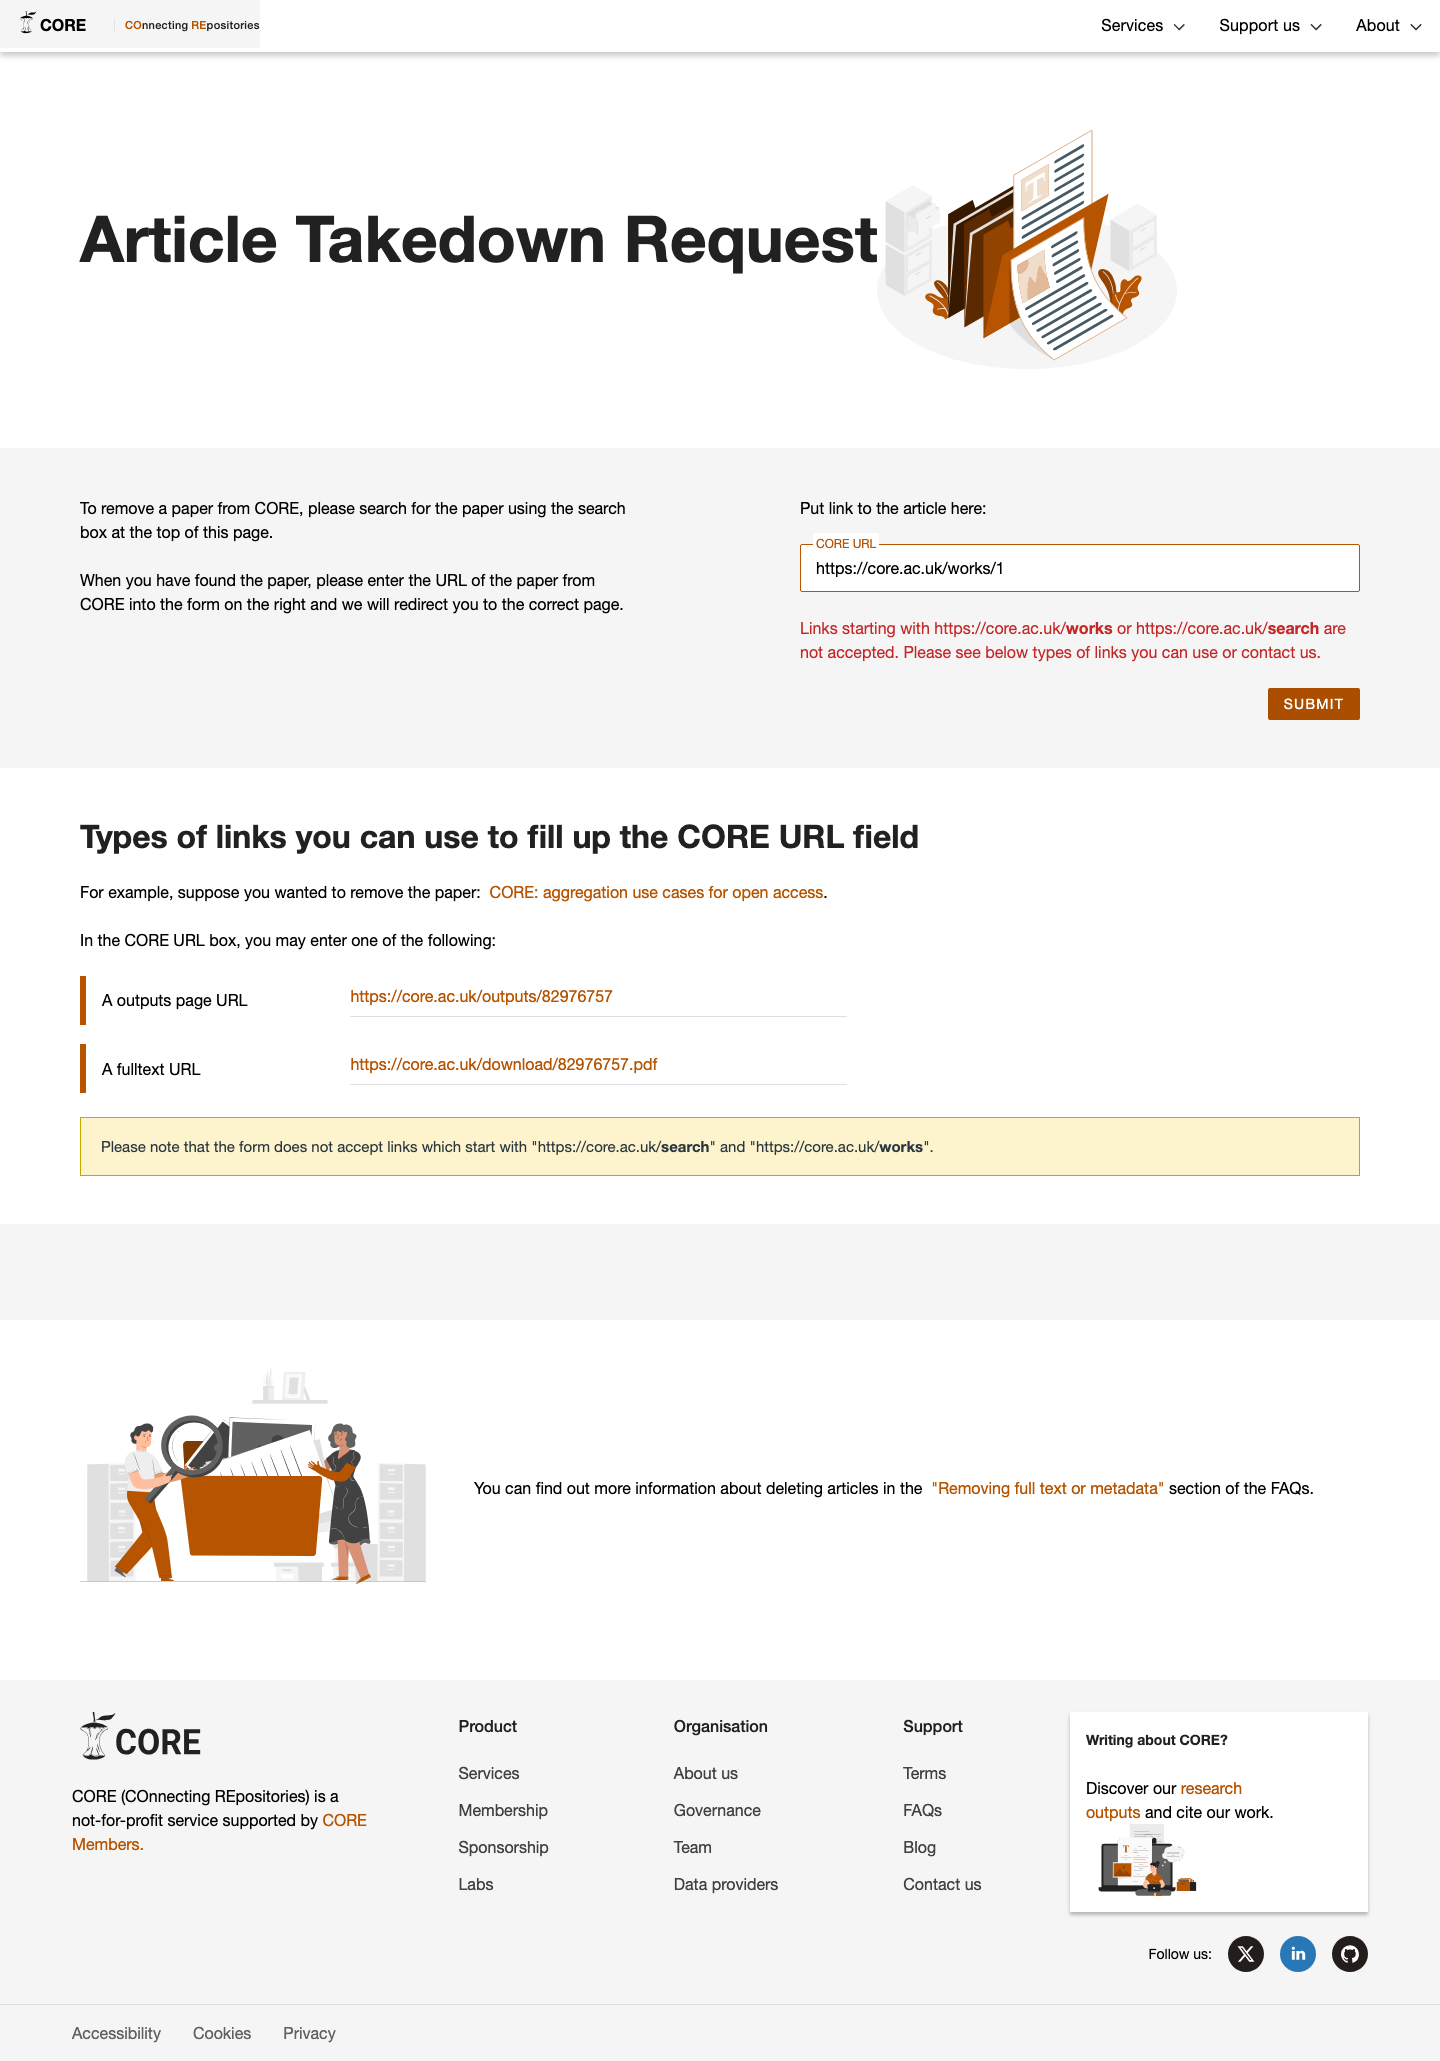 CORE
COnnecting REpositories
Services
Support us
About
Article Takedown Request
To remove a paper from CORE, please search for the paper using the search
box at the top of this page.
When you have found the paper, please enter the URL of the paper from
CORE into the form on the right and we will redirect you to the correct page.
Put link to the article here:
CORE URL
https://core.ac.uk/works/1
Links starting with https://core.ac.uk/works or https://core.ac.uk/search are
not accepted. Please see below types of links you can use or contact us.
SUBMIT
Types of links you can use to fill up the CORE URL field
For example, suppose you wanted to remove the paper: CORE: aggregation use cases for open access.
In the CORE URL box, you may enter one of the following:
A outputs page URL
https://core.ac.uk/outputs/82976757
A fulltext URL
https://core.ac.uk/download/82976757.pdf
Please note that the form does not accept links which start with "https://core.ac.uk/search" and "https://core.ac.uk/works".
You can find out more information about deleting articles in the "Removing full text or metadata" section of the FAQs.
CORE
CORE (COnnecting REpositories) is a
not-for-profit service supported by CORE
Members.
Product
Services
Membership
Sponsorship
Labs
Organisation
About us
Governance
Team
Data providers
Support
Terms
FAQs
Blog
Contact us
Writing about CORE?
Discover our research
outputs and cite our work.
Follow us:
Accessibility
Cookies
Privacy